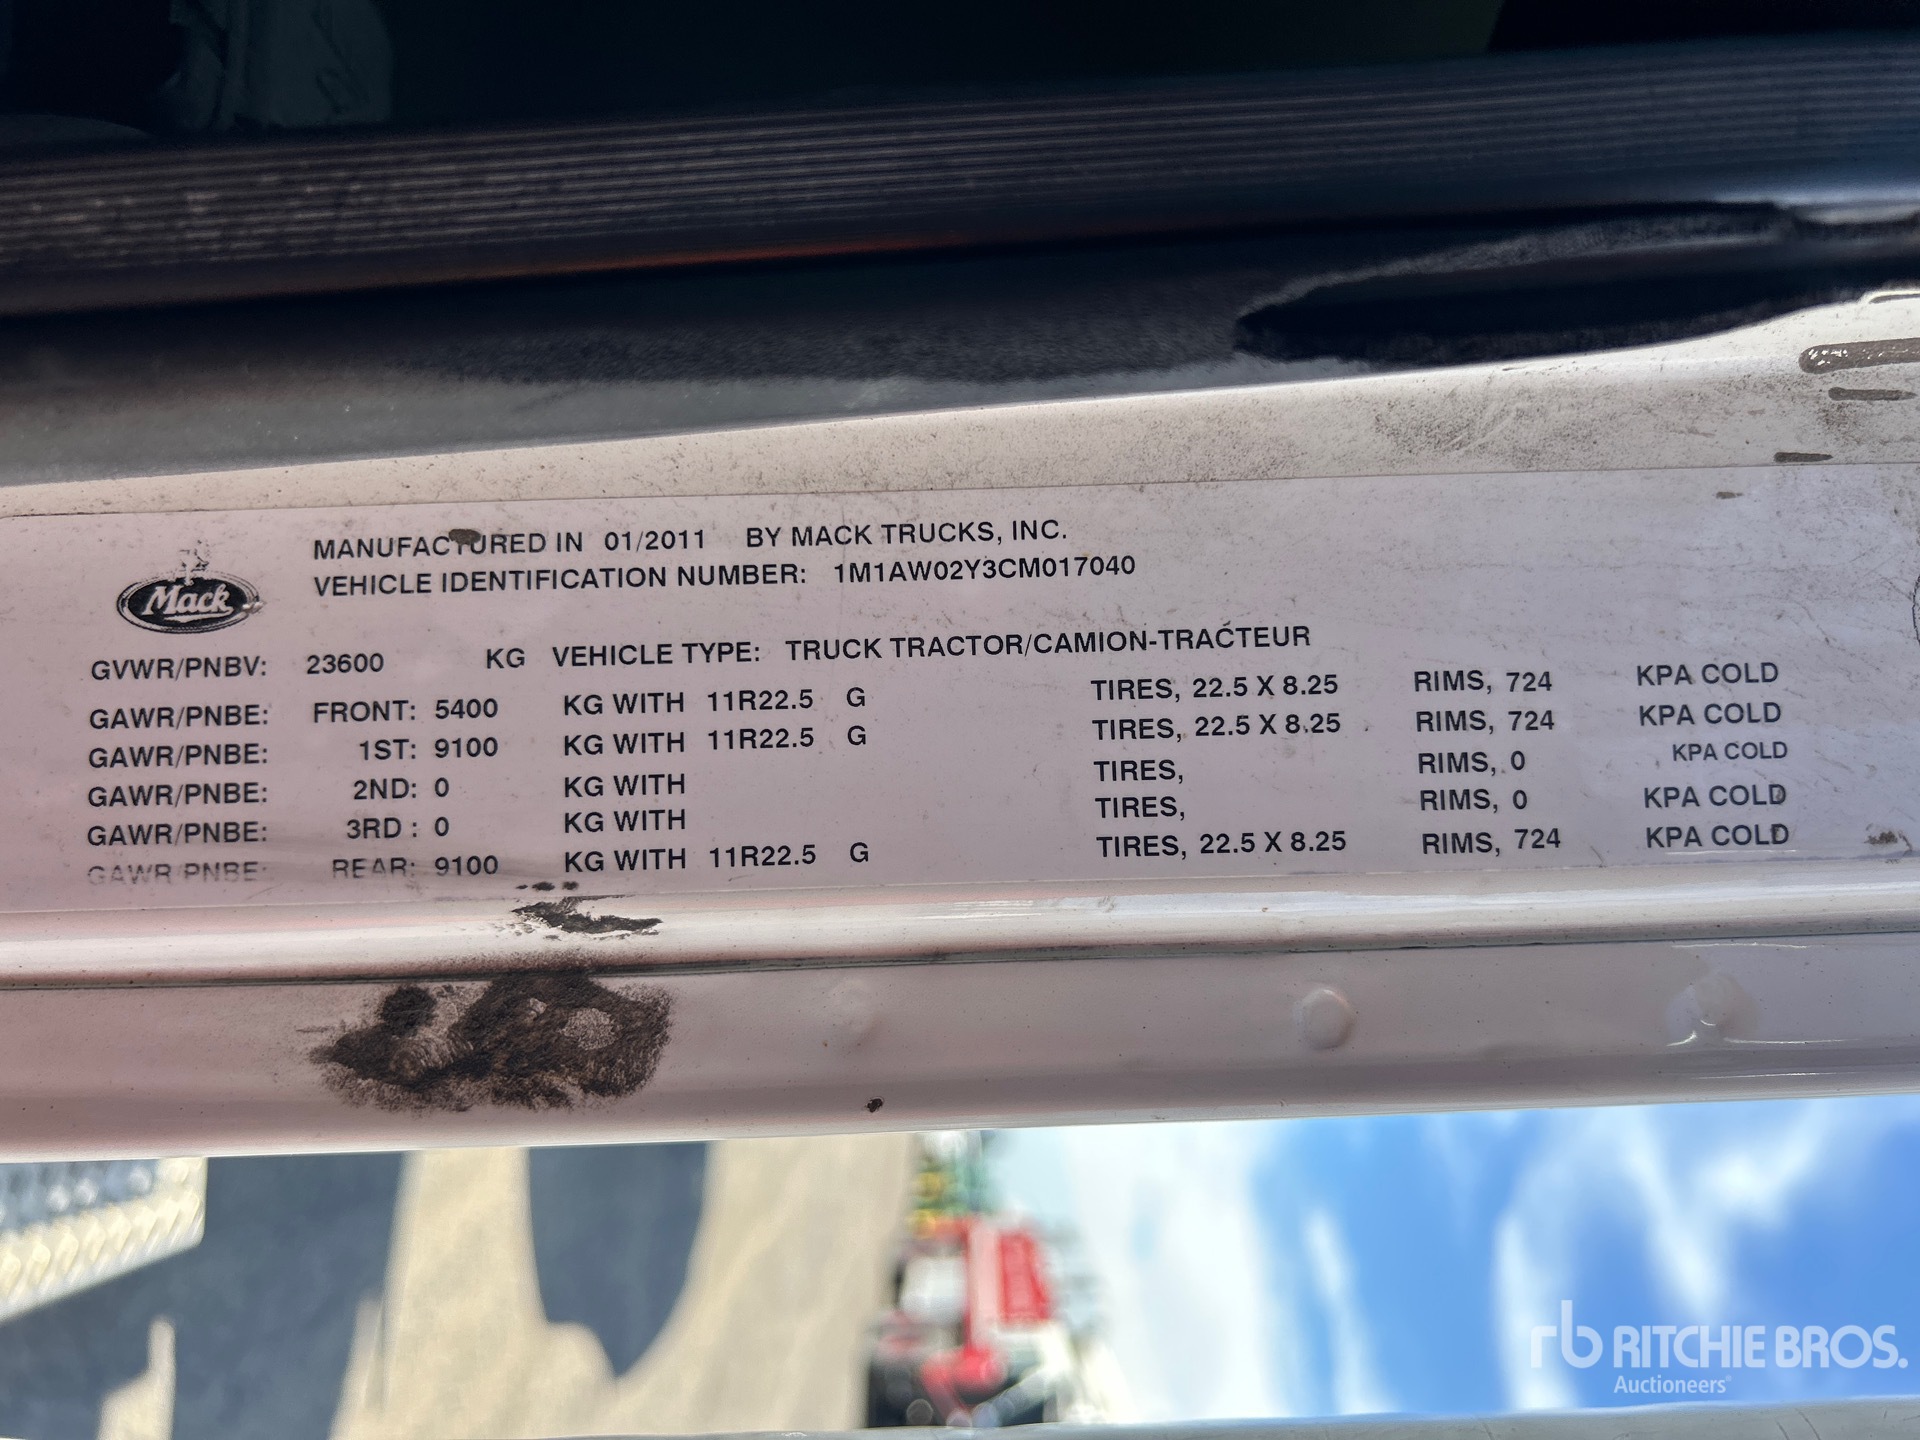 MANUFACTURED IN 01/2011 BY MACK TRUCKS, INC.
VEHICLE IDENTIFICATION NUMBER: 1M1AW02Y3CM017040
Mack
GVWR/PNBV: 23600 KG VEHICLE TYPE: TRUCK TRACTOR/CAMION-TRACTEUR
GAWR/PNBE: FRONT: 5400 KG WITH 11R22.5 G TIRES, 22.5 X 8.25 RIMS, 724 KPA COLD
GAWR/PNBE: 1ST: 9100 KG WITH 11R22.5 G TIRES, 22.5 X 8.25 RIMS, 724 KPA COLD
GAWR/PNBE: 2ND: 0 KG WITH TIRES, RIMS, 0 KPA COLD
GAWR/PNBE: 3RD : 0 KG WITH TIRES, RIMS, 0 KPA COLD
GAWR/PNBE: REAR: 9100 KG WITH 11R22.5 G TIRES, 22.5 X 8.25 RIMS, 724 KPA COLD
rb RITCHIE BROS.
Auctioneers